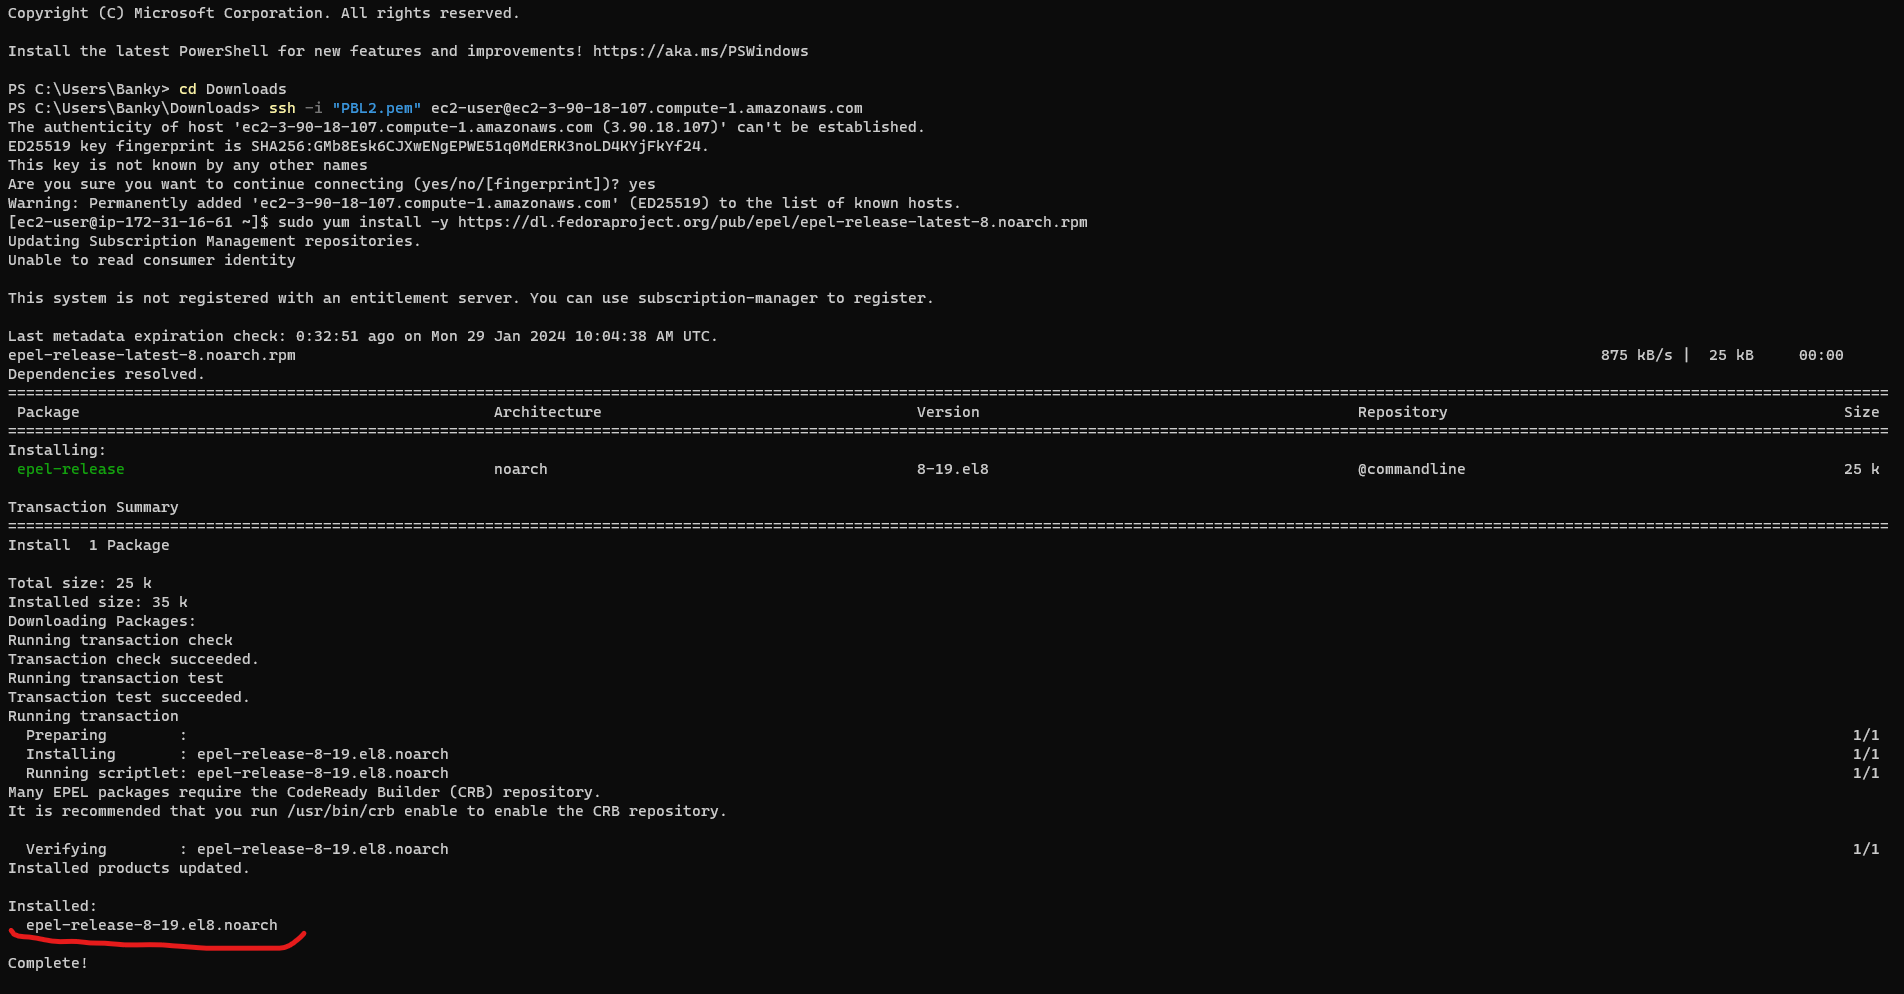 Copyright (C) Microsoft Corporation. All rights reserved.
Install the latest PowerShell for new features and improvements! https://aka.ms/PSWindows
PS C:\Users\Banky> cd Downloads
PS C:\Users\Banky\Downloads> ssh -i "PBL2.pem" ec2-user@ec2-3-90-18-107.compute-1.amazonaws.com
The authenticity of host 'ec2-3-90-18-107.compute-1.amazonaws.com (3.90.18.107)' can't be established.
ED25519 key fingerprint is SHA256:GMb8Esk6CJXwENgEPWE51q0MdERK3noLD4KYjFkYf24.
This key is not known by any other names
Are you sure you want to continue connecting (yes/no/[fingerprint])? yes
Warning: Permanently added 'ec2-3-90-18-107.compute-1.amazonaws.com' (ED25519) to the list of known hosts.
[ec2-user@ip-172-31-16-61 ~]$ sudo yum install -y https://dl.fedoraproject.org/pub/epel/epel-release-latest-8.noarch.rpm
Updating Subscription Management repositories.
Unable to read consumer identity
This system is not registered with an entitlement server. You can use subscription-manager to register.
Last metadata expiration check: 0:32:51 ago on Mon 29 Jan 2024 10:04:38 AM UTC.
epel-release-latest-8.noarch.rpm 875 kB/s | 25 kB 00:00
Dependencies resolved.
Package Architecture Version Repository Size
Installing:
epel-release noarch 8-19.el8 @commandline 25 k
Transaction Summary
Install 1 Package
Total size: 25 k
Installed size: 35 k
Downloading Packages:
Running transaction check
Transaction check succeeded.
Running transaction test
Transaction test succeeded.
Running transaction
Preparing : 1/1
Installing : epel-release-8-19.el8.noarch 1/1
Running scriptlet: epel-release-8-19.el8.noarch 1/1
Many EPEL packages require the CodeReady Builder (CRB) repository.
It is recommended that you run /usr/bin/crb enable to enable the CRB repository.
Verifying : epel-release-8-19.el8.noarch 1/1
Installed products updated.
Installed:
epel-release-8-19.el8.noarch
Complete!